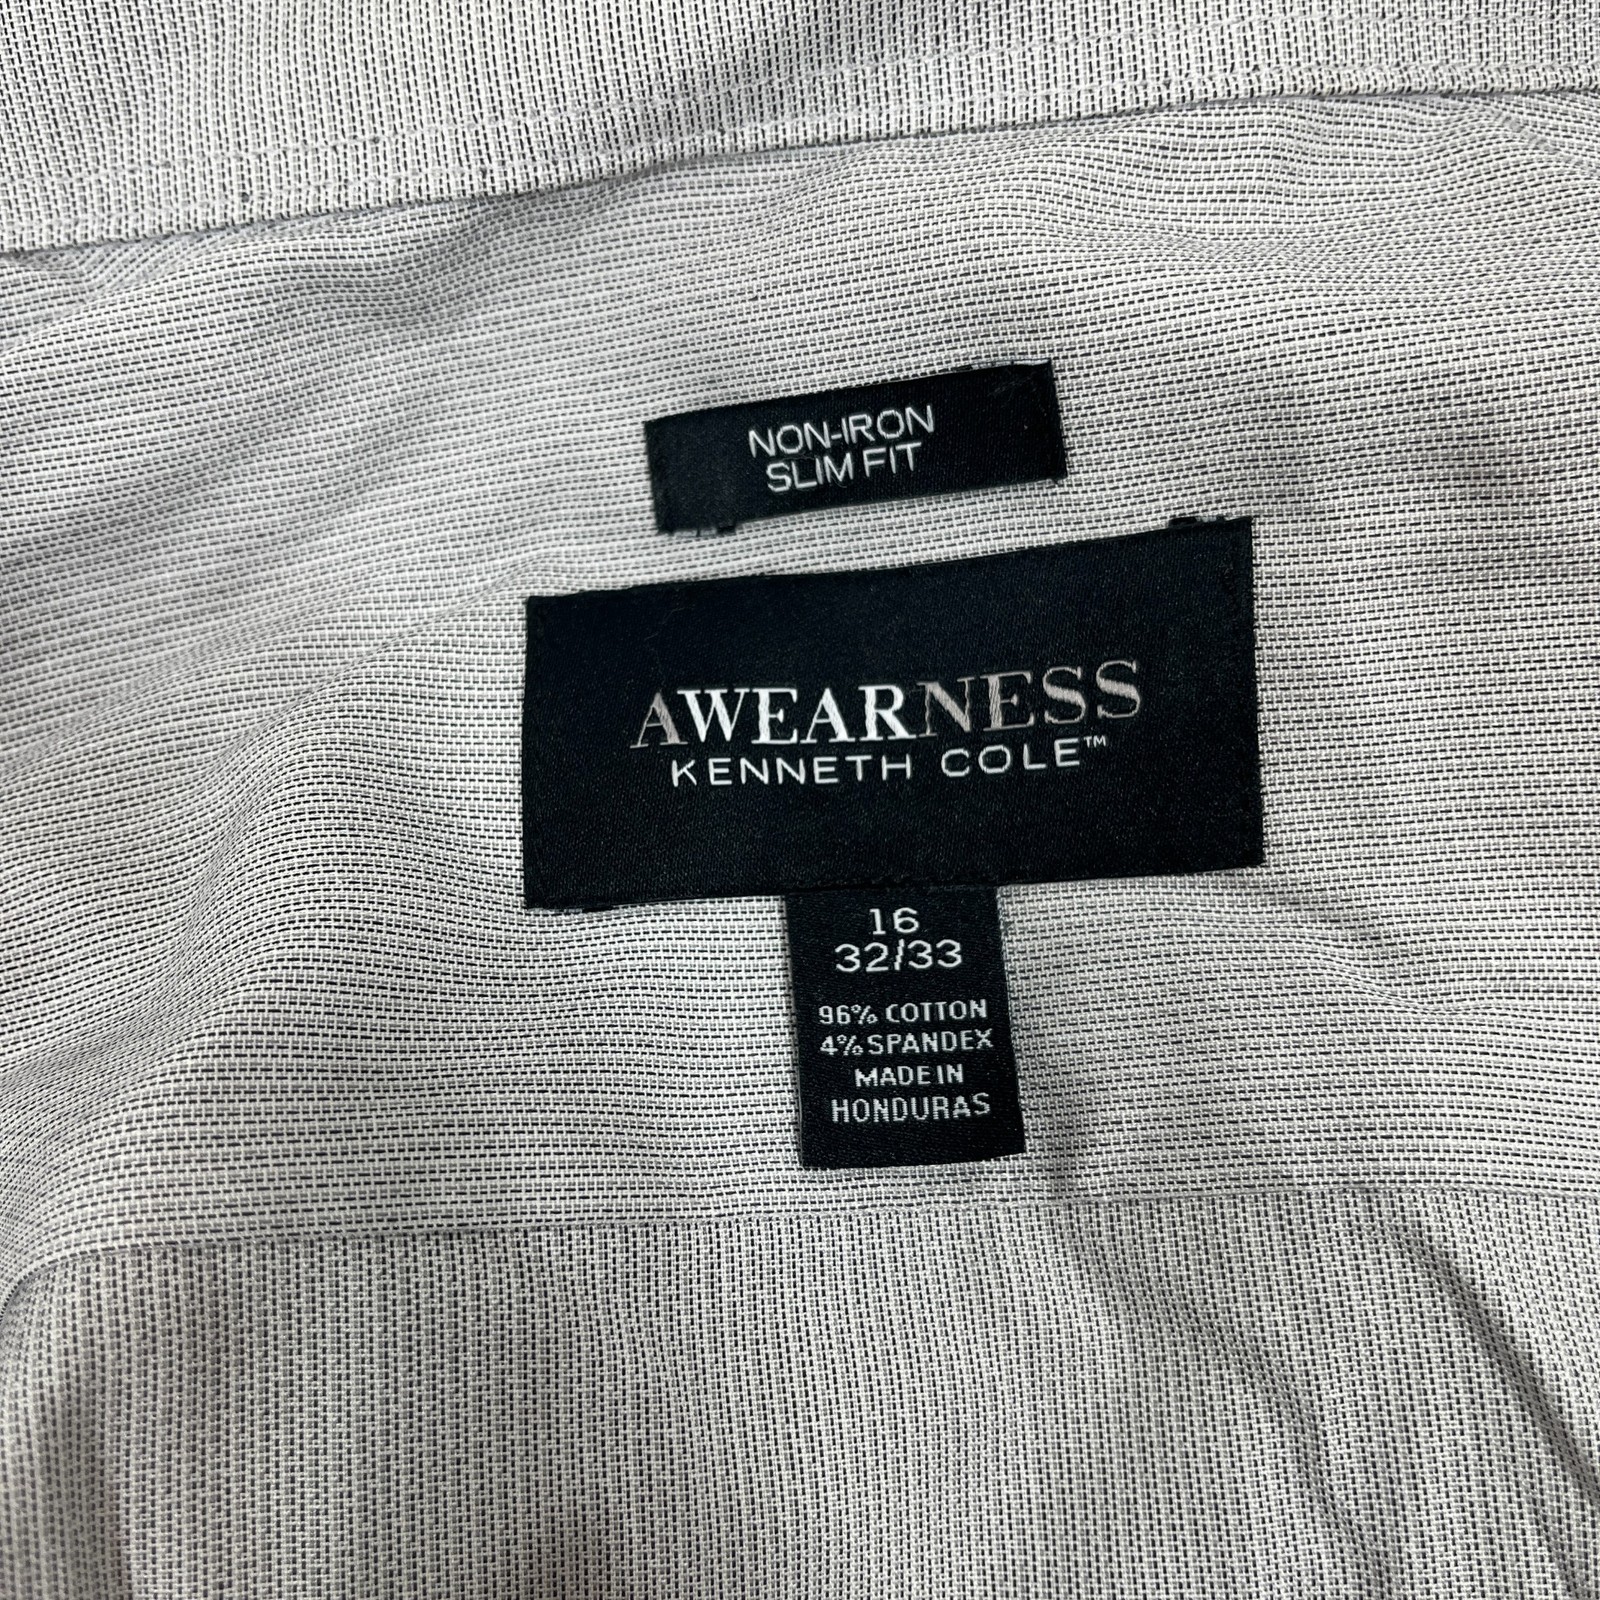 NON-IRON
SLIM FIT
AWEARNESS
KENNETH COLE™
16
32/33
96% COTTON
4% SPANDEX
MADE IN
HONDURAS